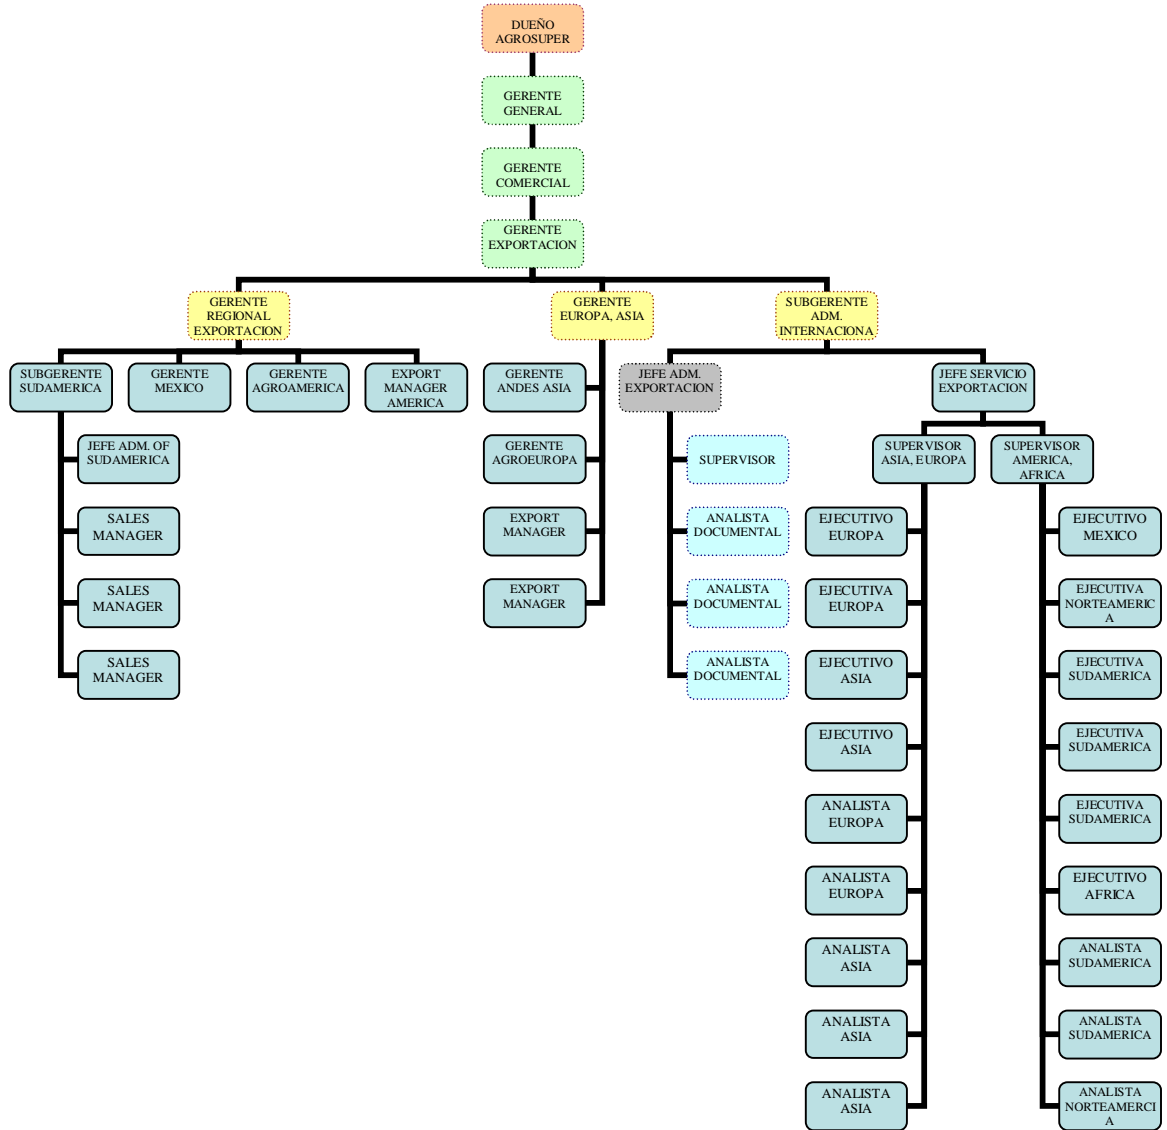 DUEÑO
AGROSUPER
GERENTE
GENERAL
GERENTE
COMERCIAL
GERENTE
EXPORTACION
GERENTE
REGIONAL
EXPORTACION
GERENTE
EUROPA, ASIA
SUBGERENTE
ADM.
INTERNACIONA
SUBGERENTE
SUDAMERICA
GERENTE
MEXICO
GERENTE
AGROAMERICA
EXPORT
MANAGER
AMERICA
GERENTE
ANDES ASIA
JEFE ADM.
EXPORTACION
JEFE SERVICIO
EXPORTACION
JEFE ADM. OF
SUDAMERICA
GERENTE
AGROEUROPA
SUPERVISOR
SUPERVISOR
ASIA, EUROPA
SUPERVISOR
AMERICA,
AFRICA
SALES
MANAGER
EXPORT
MANAGER
ANALISTA
DOCUMENTAL
EJECUTIVO
EUROPA
EJECUTIVO
MEXICO
SALES
MANAGER
EXPORT
MANAGER
ANALISTA
DOCUMENTAL
EJECUTIVA
EUROPA
EJECUTIVA
NORTEAMERIC
A
SALES
MANAGER
ANALISTA
DOCUMENTAL
EJECUTIVO
ASIA
EJECUTIVA
SUDAMERICA
EJECUTIVO
ASIA
EJECUTIVA
SUDAMERICA
ANALISTA
EUROPA
EJECUTIVA
SUDAMERICA
ANALISTA
EUROPA
EJECUTIVO
AFRICA
ANALISTA
ASIA
ANALISTA
SUDAMERICA
ANALISTA
ASIA
ANALISTA
SUDAMERICA
ANALISTA
ASIA
ANALISTA
NORTEAMERCI
A